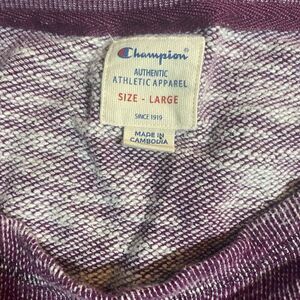 Champion
AUTHENTIC
ATHLETIC APPAREL
SIZE - LARGE
SINCE 1919
MADE IN
CAMBODIA